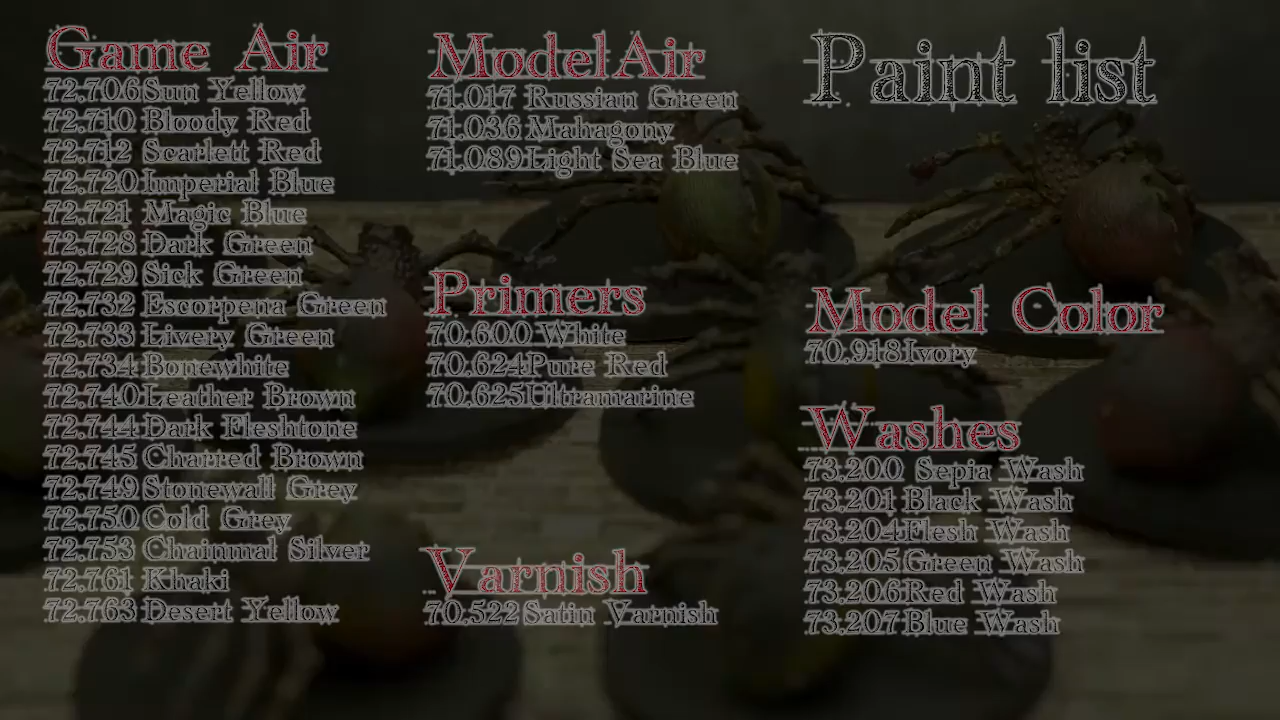 Game Air
72.706 Sun Yellow
72.710 Bloody Red
72.712 Scarlett Red
72.720 Imperial Blue
72.721 Magic Blue
72.728 Dark Green
72.729 Sick Green
72.732 Escorpena Green
72.733 Livery Green
72.734 Bonewhite
72.740 Leather Brown
72.744 Dark Fleshtone
72.745 Charred Brown
72.749 Stonewall Grey
72.750 Cold Grey
72.753 Chainmal Silver
72.761 Khaki
72.763 Desert Yellow
Model Air
71.017 Russian Green
71.036 Mahagony
71.089 Light Sea Blue
Primers
70.600 White
70.624 Pure Red
70.625 Ultramarine
Varnish
70.522 Satin Varnish
Paint list
Model Color
70.918 Ivory
Washes
73.200 Sepia Wash
73.201 Black Wash
73.204 Flesh Wash
73.205 Green Wash
73.206 Red Wash
73.207 Blue Wash